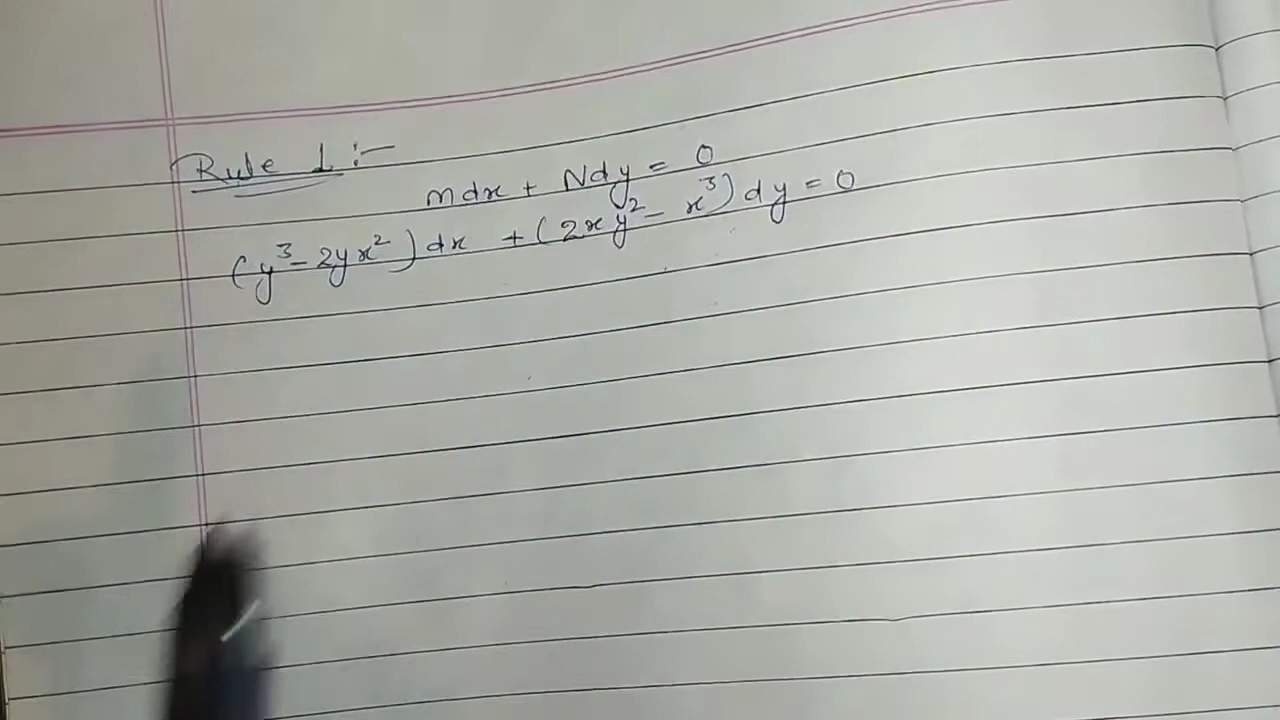 Rule 1 :-
mdx + Ndy = 0
(y³ - 2yx²) dx + (2xy² - x³) dy = 0